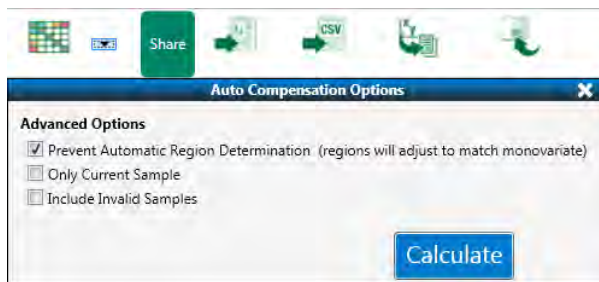 Share
CSV
Auto Compensation Options
Advanced Options
Prevent Automatic Region Determination (regions will adjust to match monovariate)
Only Current Sample
Include Invalid Samples
Calculate